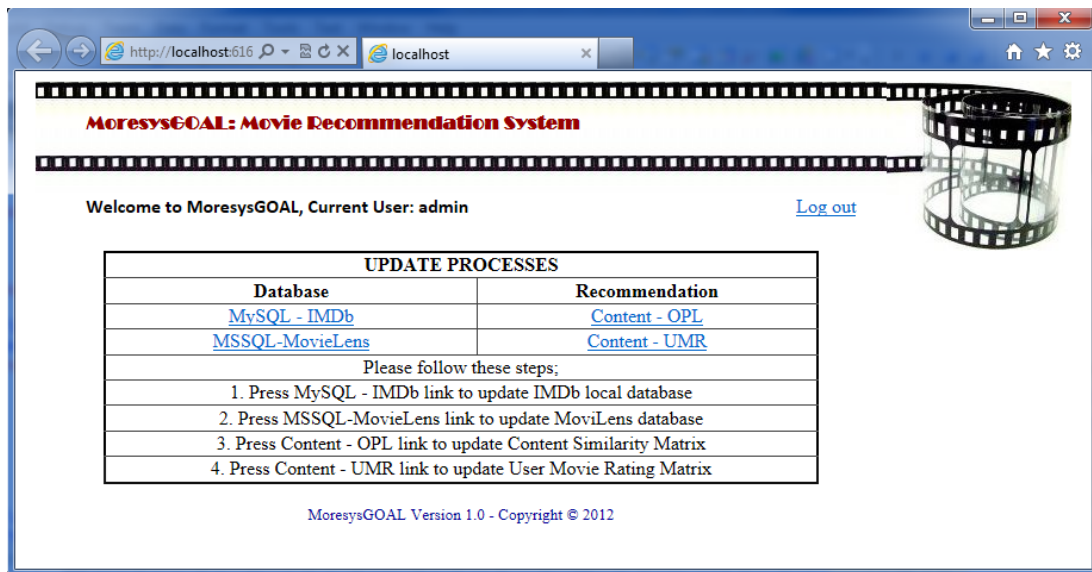 http://localhost:616
localhost
MoresysGOAL: Movie Recommendation System
Welcome to MoresysGOAL, Current User: admin
Log out
UPDATE PROCESSES
Database Recommendation
MySQL - IMDb Content - OPL
MSSQL-MovieLens Content - UMR
Please follow these steps;
1. Press MySQL - IMDb link to update IMDb local database
2. Press MSSQL-MovieLens link to update MoviLens database
3. Press Content - OPL link to update Content Similarity Matrix
4. Press Content - UMR link to update User Movie Rating Matrix
MoresysGOAL Version 1.0 - Copyright © 2012